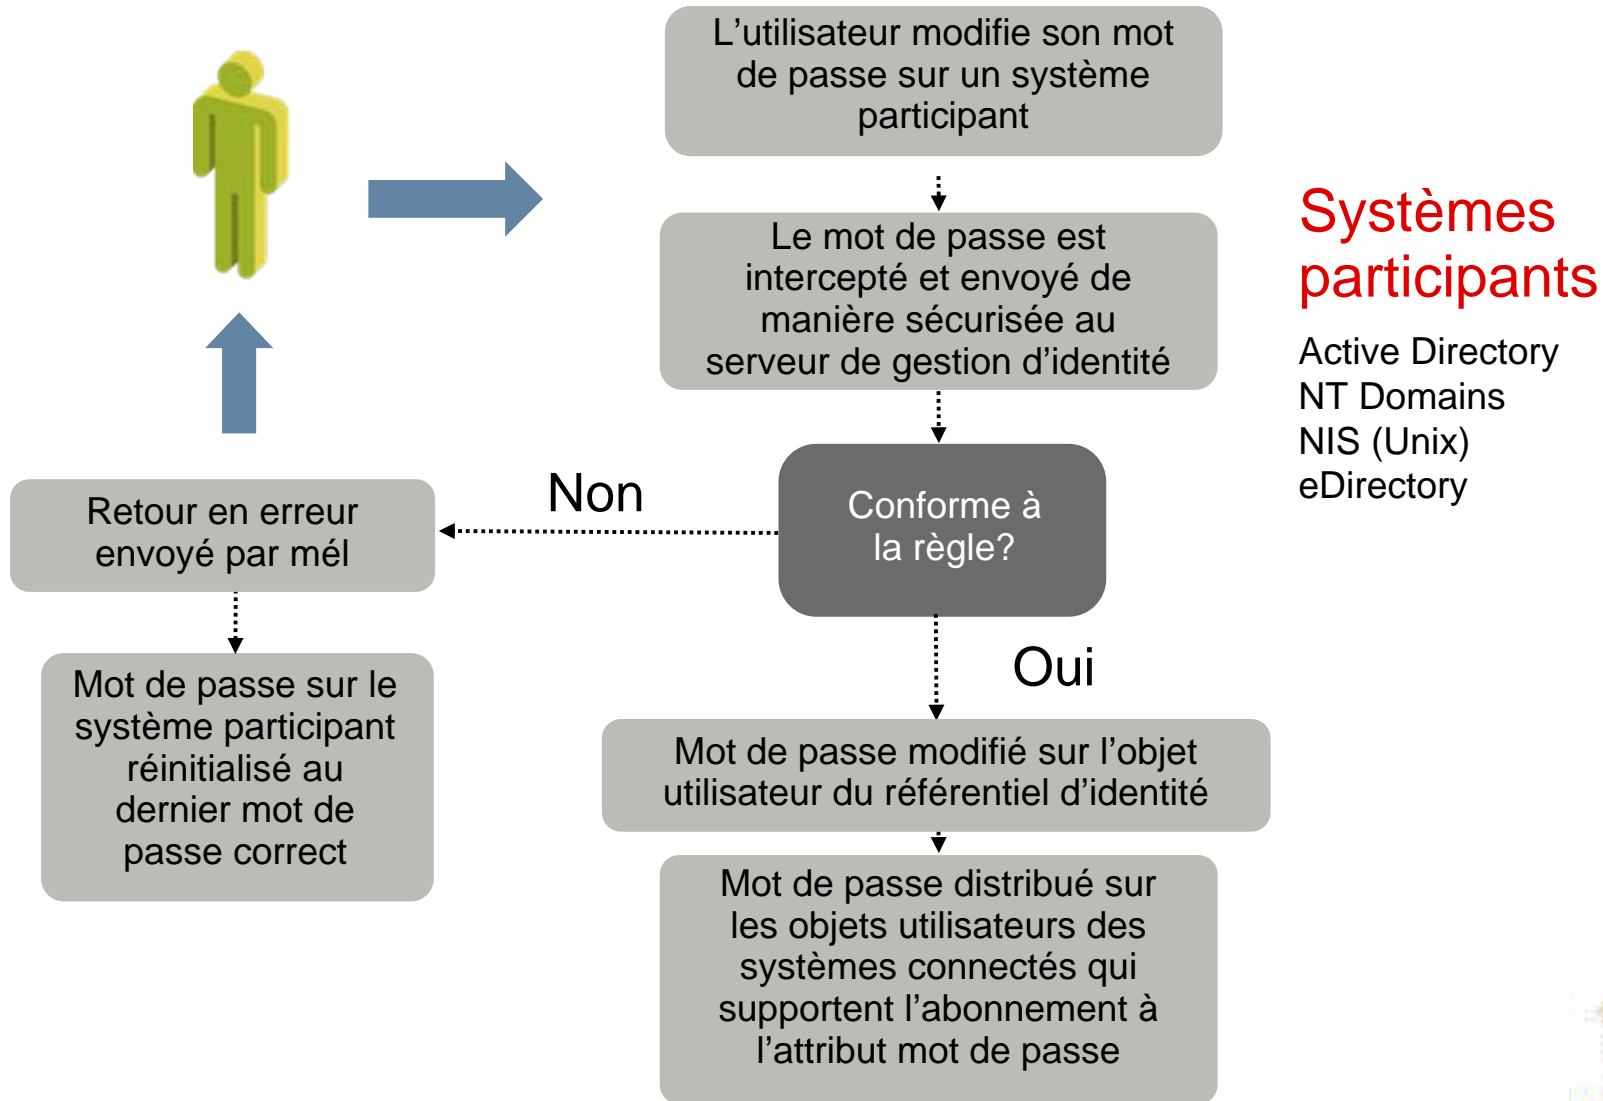 L’utilisateur modifie son mot
de passe sur un système
participant
Le mot de passe est
intercepté et envoyé de
manière sécurisée au
serveur de gestion d’identité
Systèmes
participants
Active Directory
NT Domains
NIS (Unix)
eDirectory
Conforme à
la règle?
Non
Retour en erreur
envoyé par mél
Mot de passe sur le
système participant
réinitialisé au
dernier mot de
passe correct
Oui
Mot de passe modifié sur l’objet
utilisateur du référentiel d’identité
Mot de passe distribué sur
les objets utilisateurs des
systèmes connectés qui
supportent l’abonnement à
l’attribut mot de passe